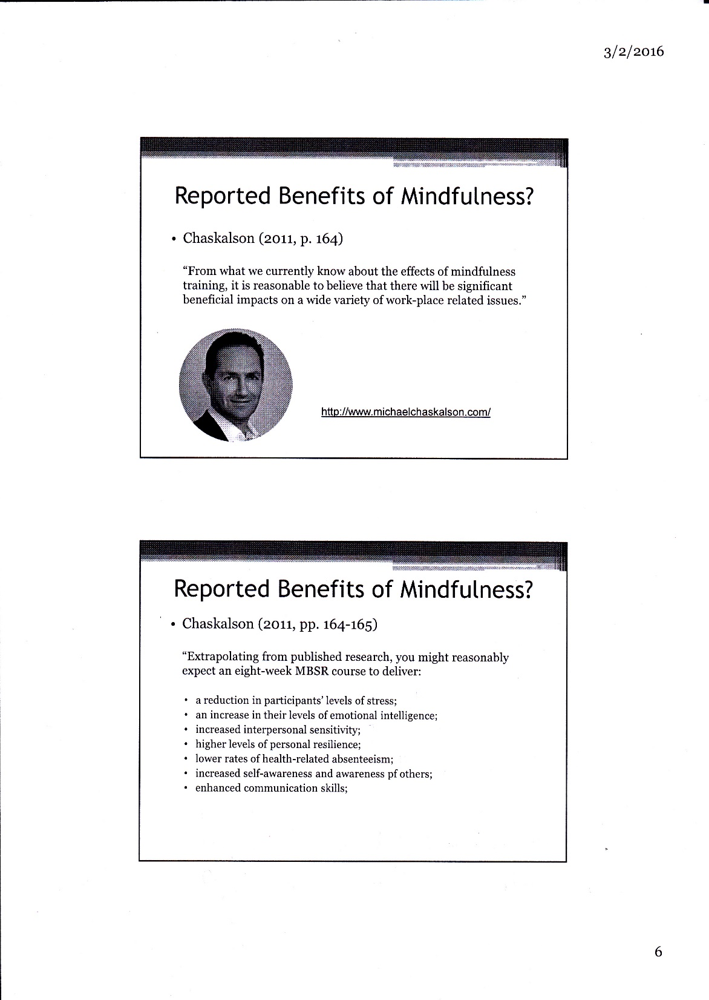 3/2/2016
Reported Benefits of Mindfulness?
• Chaskalson (2011, p. 164)
“From what we currently know about the effects of mindfulness
training, it is reasonable to believe that there will be significant
beneficial impacts on a wide variety of work-place related issues.”
http://www.michaelchaskalson.com/
Reported Benefits of Mindfulness?
• Chaskalson (2011, pp. 164-165)
“Extrapolating from published research, you might reasonably
expect an eight-week MBSR course to deliver:
• a reduction in participants’ levels of stress;
• an increase in their levels of emotional intelligence;
• increased interpersonal sensitivity;
• higher levels of personal resilience;
• lower rates of health-related absenteeism;
• increased self-awareness and awareness pf others;
• enhanced communication skills;
6